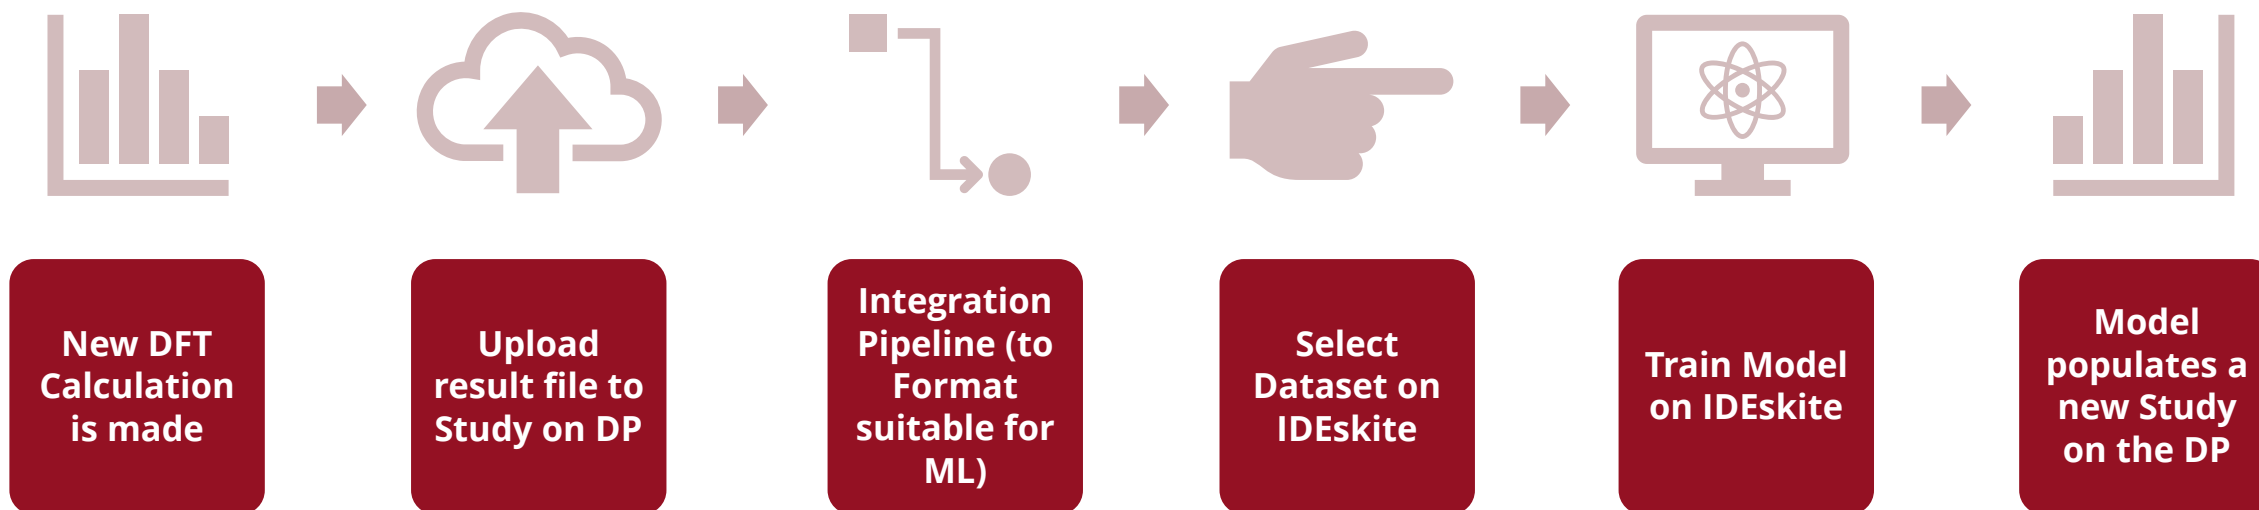 New DFT
Calculation
is made
Upload
result file to
Study on DP
Integration
Pipeline (to
Format
suitable for
ML)
Select
Dataset on
IDEskite
Train Model
on IDEskite
Model
populates a
new Study
on the DP